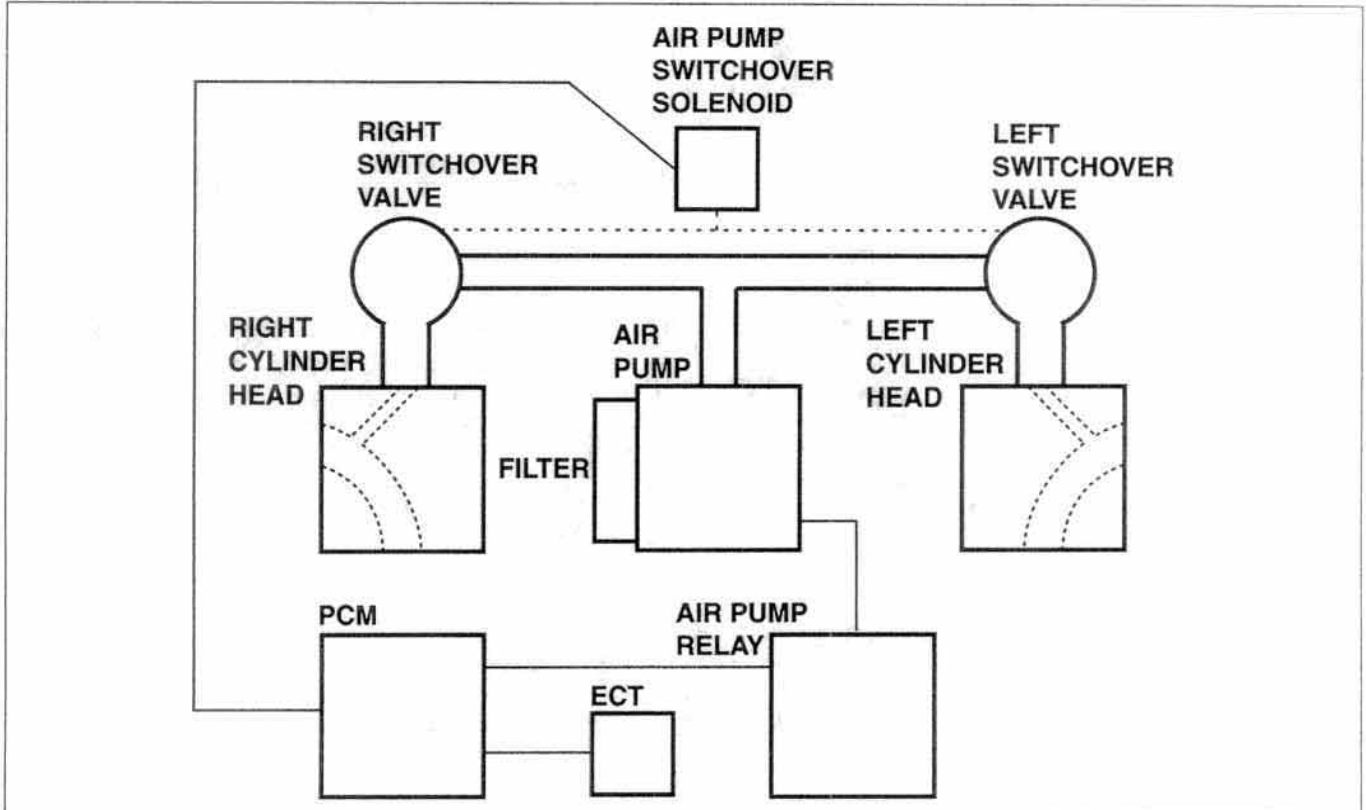 AIR PUMP
SWITCHOVER
SOLENOID
RIGHT
SWITCHOVER
VALVE
LEFT
SWITCHOVER
VALVE
RIGHT
CYLINDER
HEAD
AIR
PUMP
LEFT
CYLINDER
HEAD
FILTER
PCM
AIR PUMP
RELAY
ECT